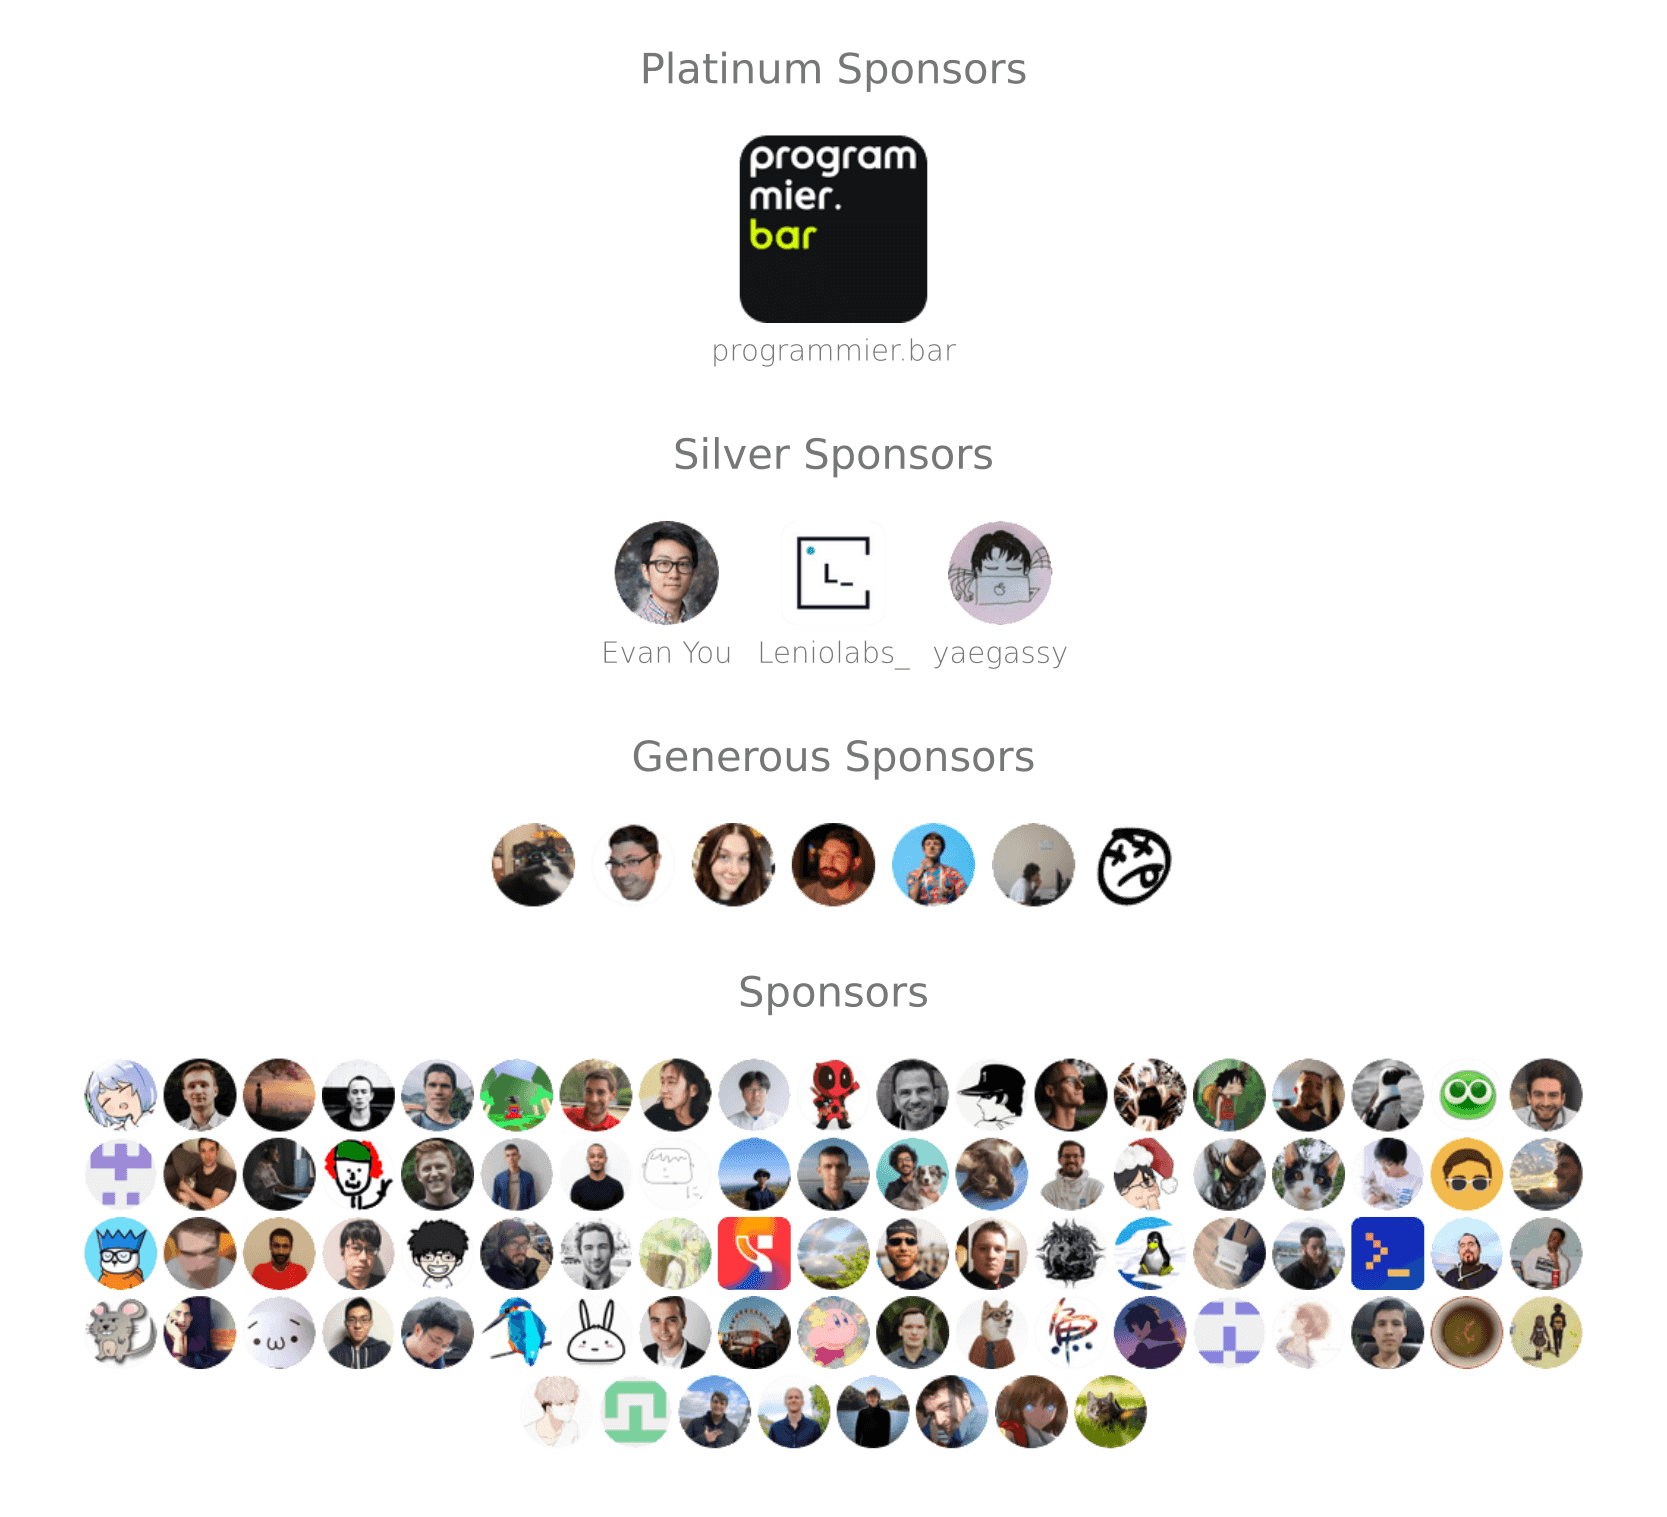 Platinum Sponsors
program
mier.
bar
programmier.bar
Silver Sponsors
L_
Evan You Leniolabs_ yaegassy
Generous Sponsors
Sponsors